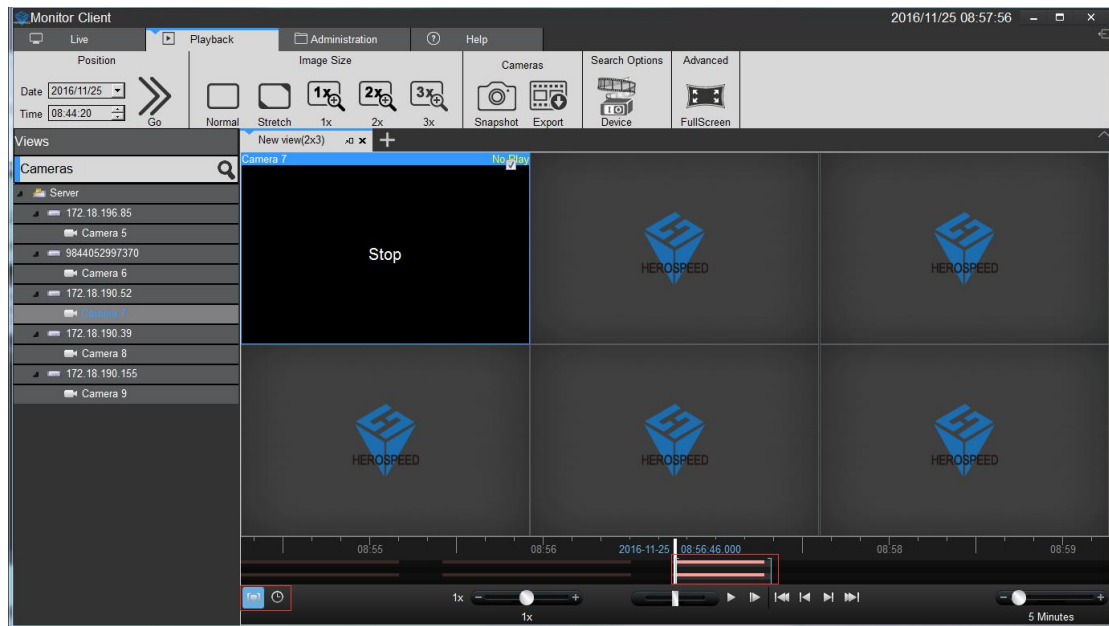 Monitor Client
2016/11/25 08:57:56
Live
Playback
Administration
Help
Position
Image Size
Cameras
Search Options
Advanced
Date 2016/11/25
Time 08:44:20
Go
Normal
Stretch
1x
1x
2x
2x
3x
3x
Snapshot
Export
Device
FullScreen
Views
New view(2x3)
Cameras
Camera 7
No Play
Server
172.18.196.85
Camera 5
9844052997370
Camera 6
172.18.190.52
Camera 7
172.18.190.39
Camera 8
172.18.190.155
Camera 9
Stop
HEROSPEED
HEROSPEED
HEROSPEED
HEROSPEED
HEROSPEED
08:55
08:56
2016-11-25 08:56:46.000
08:58
08:59
1x
1x
5 Minutes